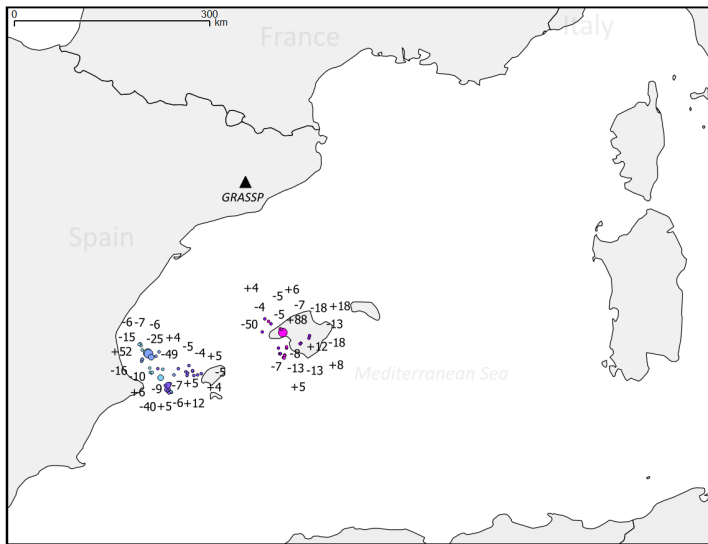 0 300
km
France
Italy
GRASSP
Spain
+4 +6
-5
-4 -7 -18 +18
-5
-50 +88 -13
-6 -7 -6
-15 -25 +4
-5 +12 -18
+52 -49 -4 +5 -8
-16 -10 -5 -7 -13 -13 +8
Mediterranean Sea
-9 -7 +5 +4 +5
+6
-40 +5 -6 +12